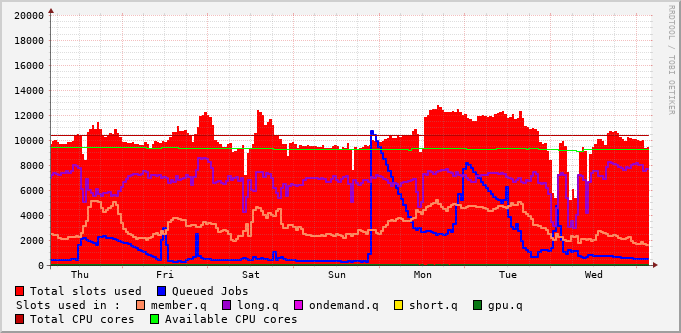 RRDTOOL / TOBI OETIKER
20000
18000
16000
14000
12000
10000
8000
6000
4000
2000
0
Thu Fri Sat Sun Mon Tue Wed
Total slots used Queued Jobs
Slots used in : member.q long.q ondemand.q short.q gpu.q
Total CPU cores Available CPU cores